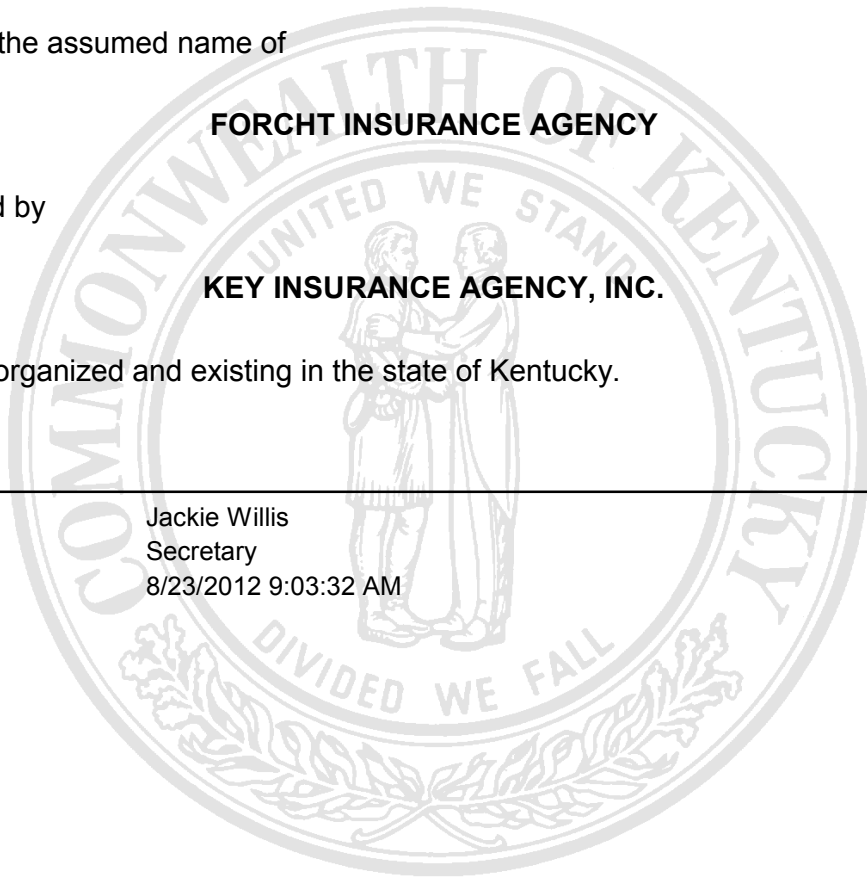 the assumed name of
FORCHT INSURANCE AGENCY
d by
KEY INSURANCE AGENCY, INC.
organized and existing in the state of Kentucky.
Jackie Willis
Secretary
8/23/2012 9:03:32 AM
COMMONWEALTH OF KENTUCKY
UNITED WE STAND
DIVIDED WE FALL